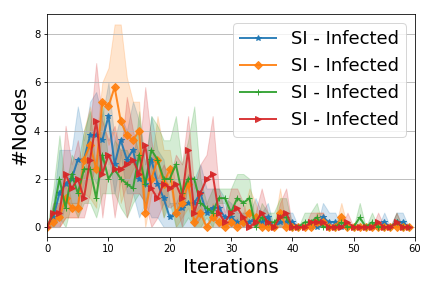 SI - Infected
SI - Infected
SI - Infected
SI - Infected
#Nodes
8
6
4
2
0
0 10 20 30 40 50 60
Iterations